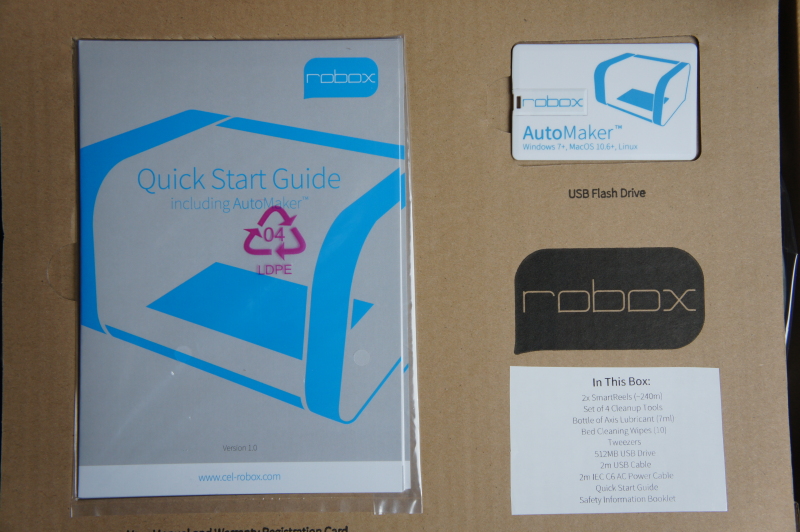 robox
Quick Start Guide
including AutoMaker™
04
LDPE
Version 1.0
www.cel-robox.com
User Manual and Warranty Registration Card
robox
AutoMaker™
Windows 7+, MacOS 10.6+, Linux
USB Flash Drive
robox
In This Box:
2x SmartReels (~240m)
Set of 4 Cleanup Tools
Bottle of Axis Lubricant (7ml)
Bed Cleaning Wipes (10)
Tweezers
512MB USB Drive
2m USB Cable
2m IEC C6 AC Power Cable
Quick Start Guide
Safety Information Booklet